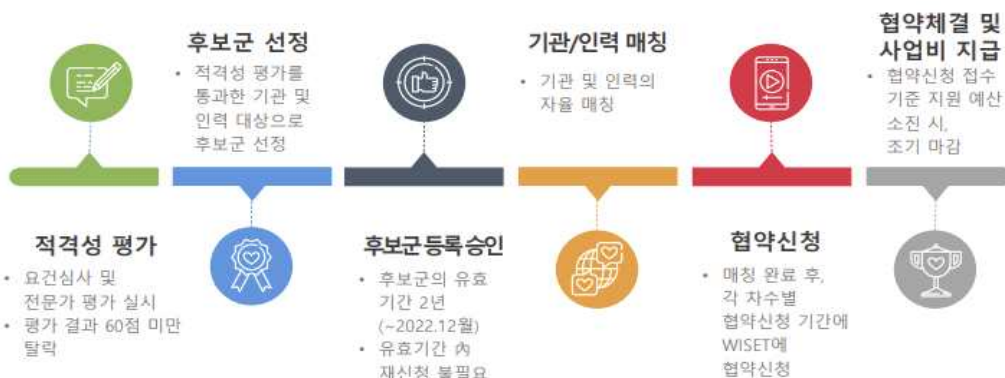 적격성 평가
• 요건심사 및
전문가 평가 실시
• 평가 결과 60점 미만
탈락
후보군 선정
• 적격성 평가를
통과한 기관 및
인력 대상으로
후보군 선정
후보군 등록 승인
• 후보군의 유효
기간 2년
(~2022.12월)
• 유효기간 內
재신청 불필요
기관/인력 매칭
• 기관 및 인력의
자율 매칭
협약신청
• 매칭 완료 후,
각 차수별
협약신청 기간에
WISET에
협약신청
협약체결 및
사업비 지급
• 협약신청 접수
기준 지원 예산
소진 시,
조기 마감